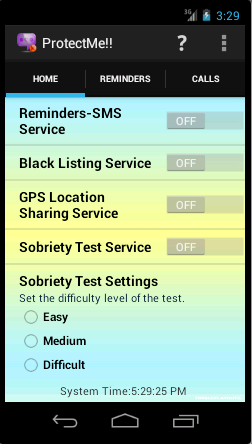 3G 3:29
ProtectMe!! ?
HOME REMINDERS CALLS
Reminders-SMS OFF
Service
Black Listing Service OFF
GPS Location OFF
Sharing Service
Sobriety Test Service OFF
Sobriety Test Settings
Set the difficulty level of the test.
Easy
Medium
Difficult
System Time:5:29:25 PM